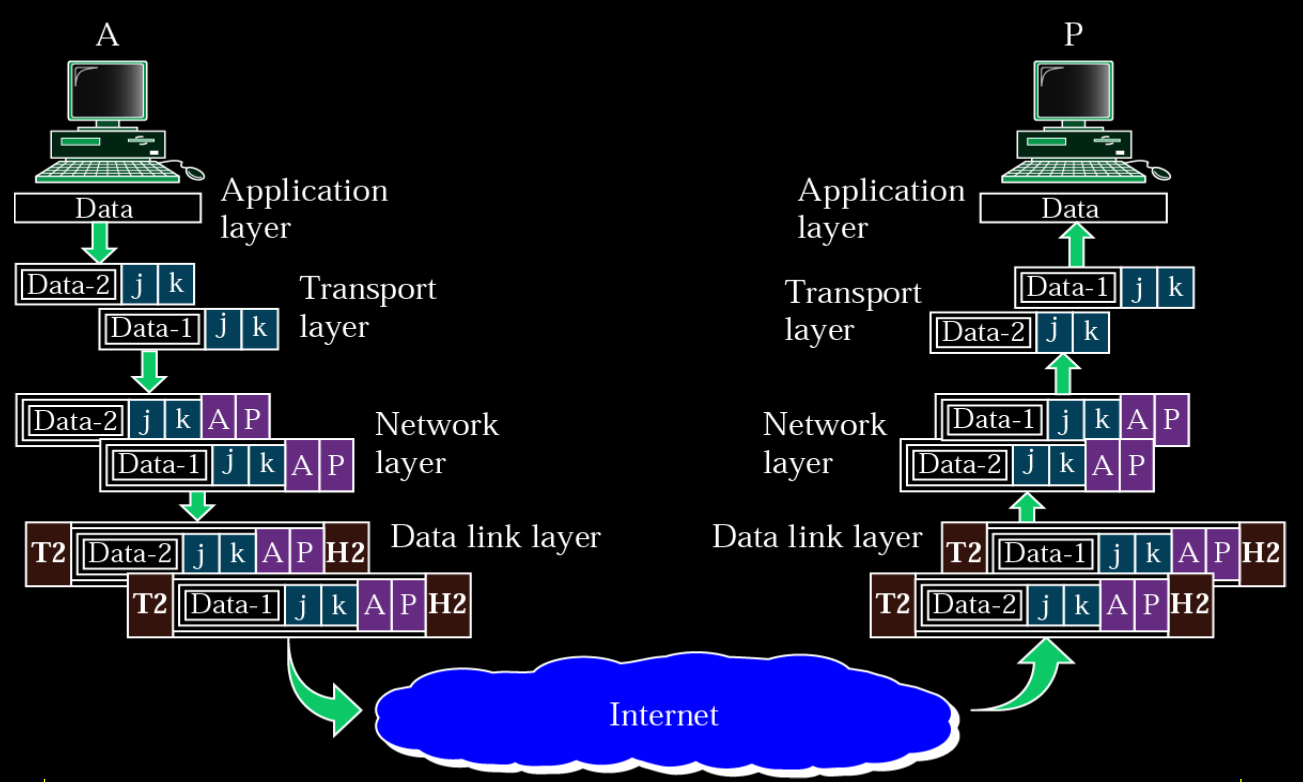 A
P
Data
Application
layer
Application
layer
Data
Data-2 j k
Data-1 j k
Transport
layer
Transport
layer
Data-1 j k
Data-2 j k
Data-2 j k A P
Data-1 j k A P
Network
layer
Network
layer
Data-1 j k A P
Data-2 j k A P
T2 Data-2 j k A P H2
T2 Data-1 j k A P H2
Data link layer
Data link layer
T2 Data-1 j k A P H2
T2 Data-2 j k A P H2
Internet